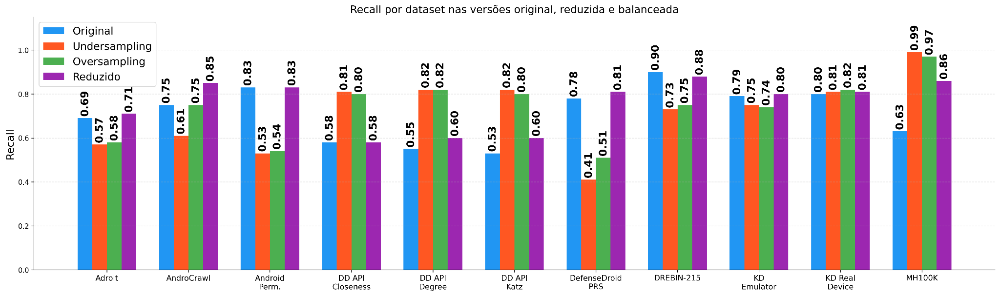 Recall por dataset nas versões original, reduzida e balanceada
Original
Undersampling
Oversampling
Reduzido
Recall
1.0
0.8
0.6
0.4
0.2
0.0
0.69 0.57 0.58 0.71
0.75 0.61 0.75 0.85
0.83 0.53 0.54 0.83
0.58 0.81 0.80 0.58
0.55 0.82 0.82 0.60
0.53 0.82 0.80 0.60
0.78 0.41 0.51 0.81
0.90 0.73 0.75 0.88
0.79 0.75 0.74 0.80
0.80 0.81 0.82 0.81
0.63 0.99 0.97 0.86
Adroit
AndroCrawl
Android
Perm.
DD API
Closeness
DD API
Degree
DD API
Katz
DefenseDroid
PRS
DREBIN-215
KD
Emulator
KD Real
Device
MH100K